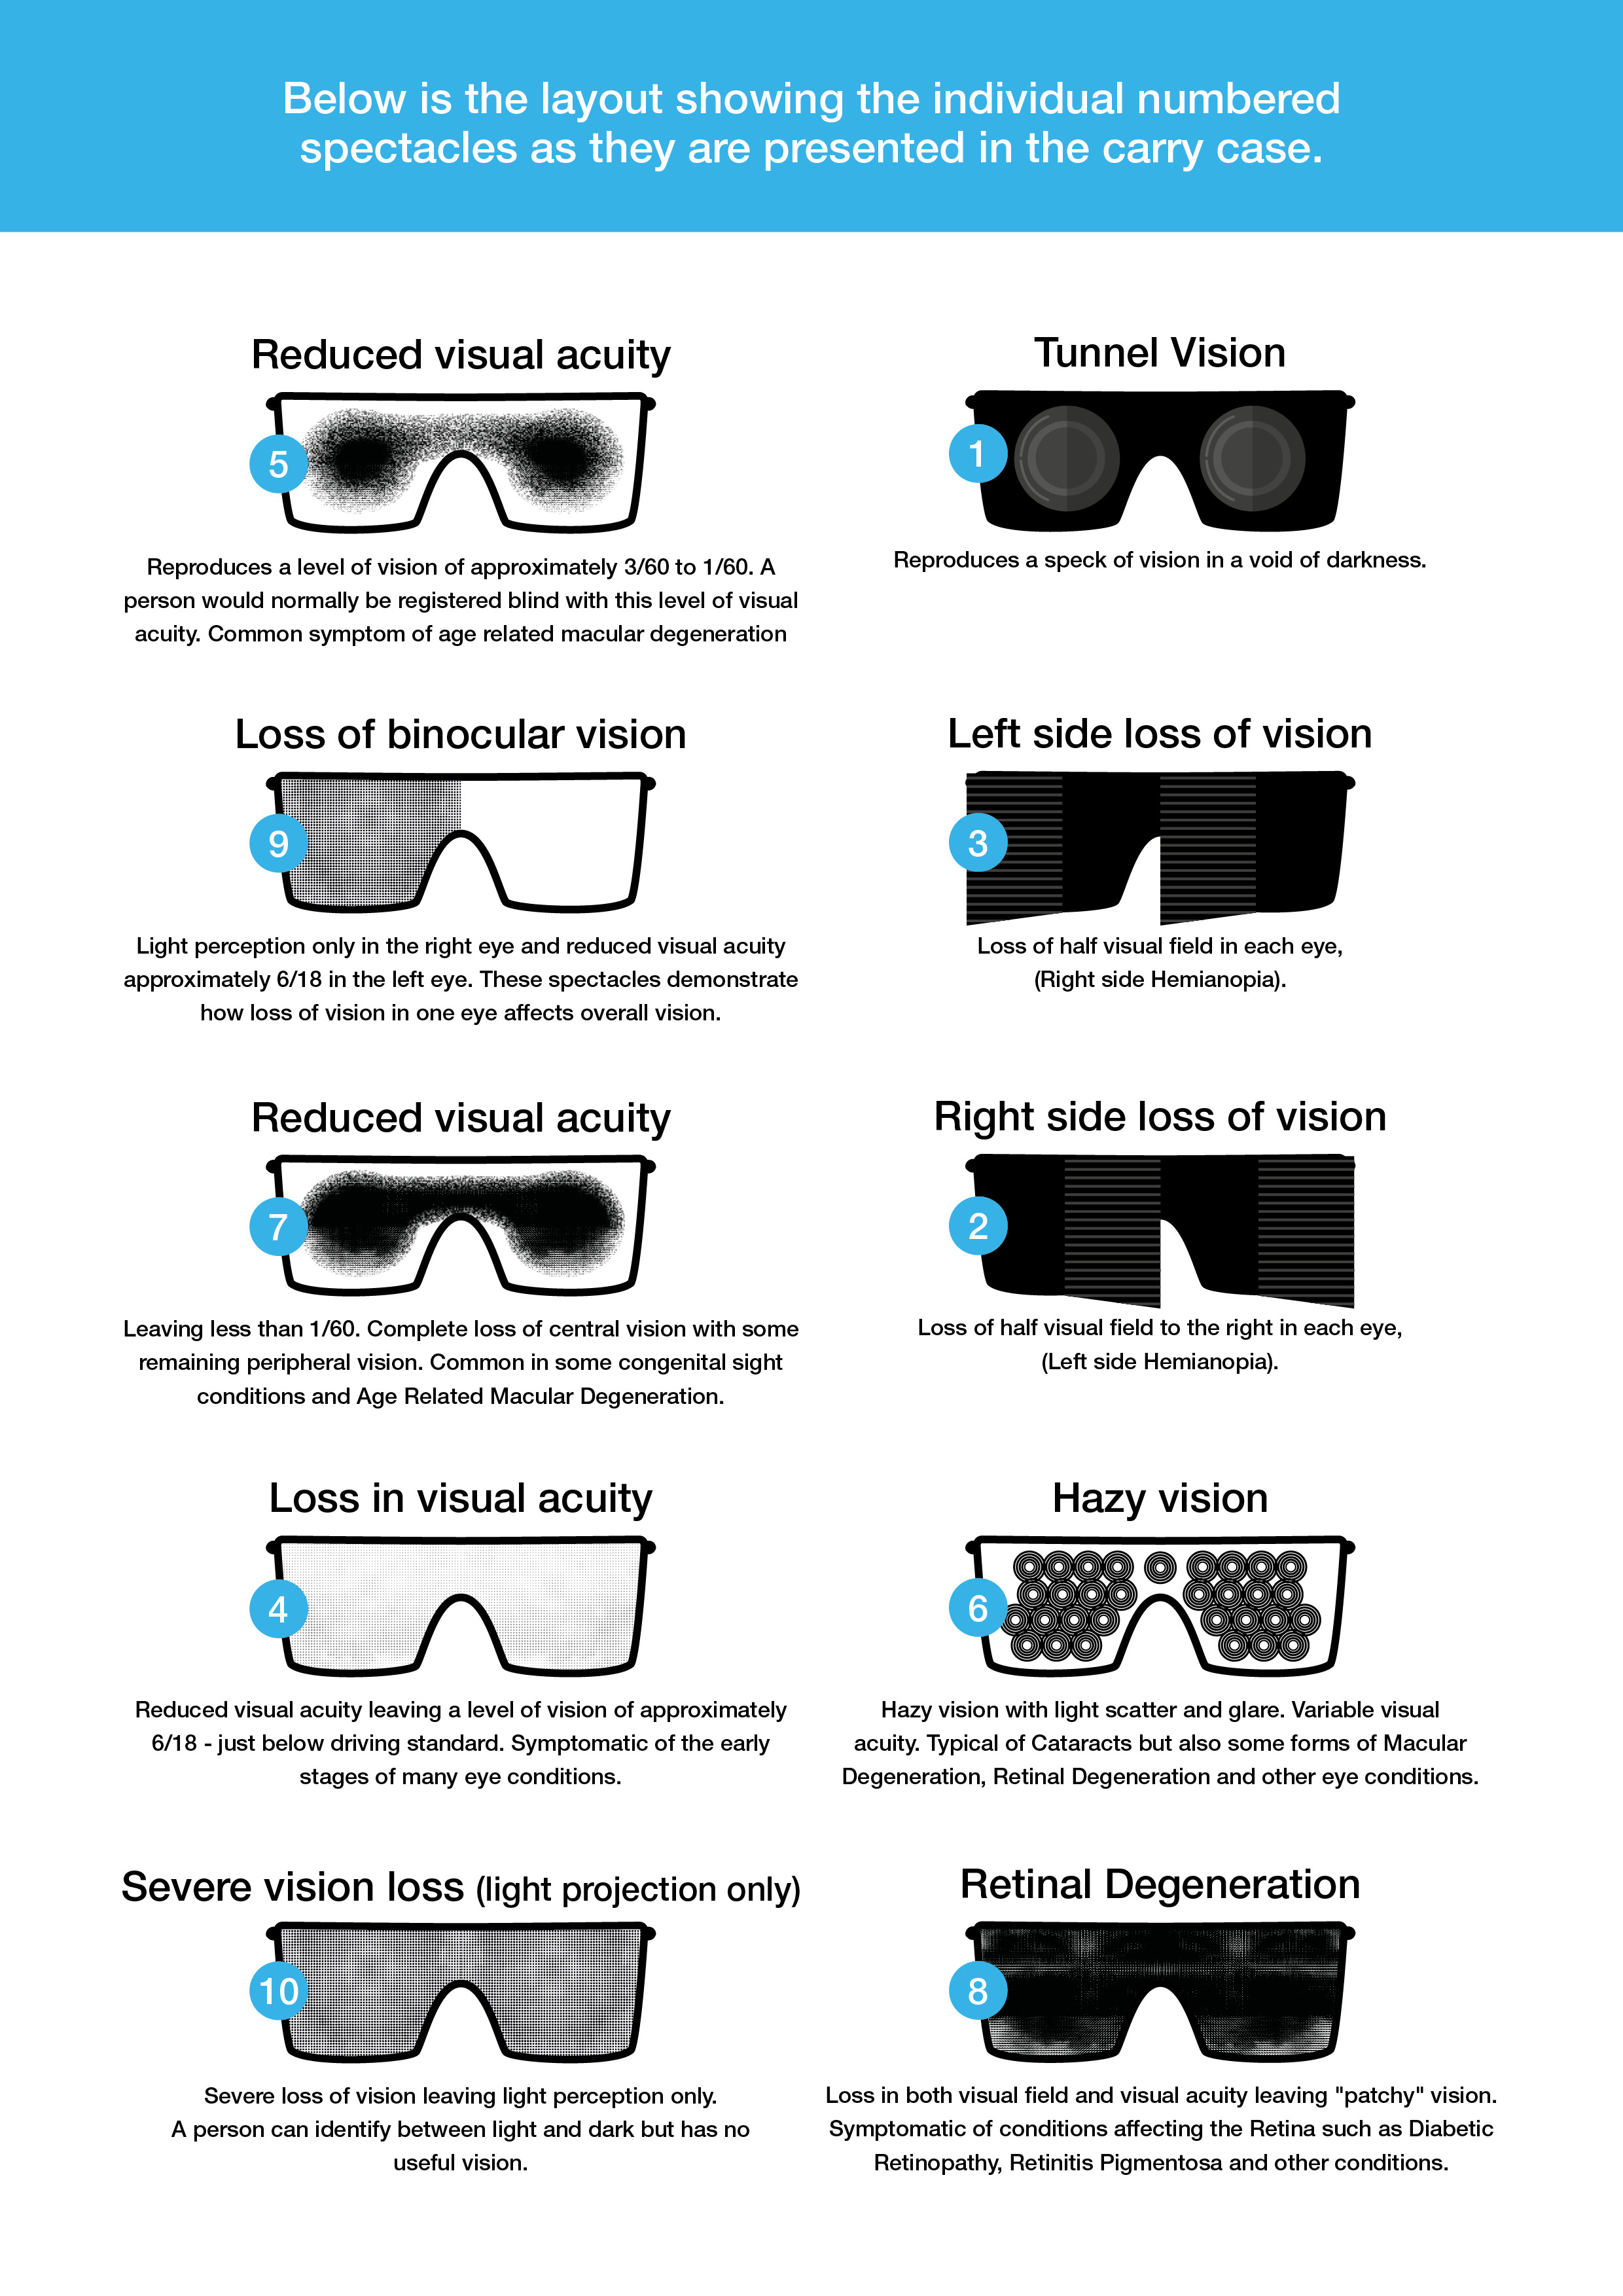 Below is the layout showing the individual numbered
spectacles as they are presented in the carry case.
Reduced visual acuity
5
Reproduces a level of vision of approximately 3/60 to 1/60. A
person would normally be registered blind with this level of visual
acuity. Common symptom of age related macular degeneration
Tunnel Vision
1
Reproduces a speck of vision in a void of darkness.
Loss of binocular vision
9
Light perception only in the right eye and reduced visual acuity
approximately 6/18 in the left eye. These spectacles demonstrate
how loss of vision in one eye affects overall vision.
Left side loss of vision
3
Loss of half visual field in each eye,
(Right side Hemianopia).
Reduced visual acuity
7
Leaving less than 1/60. Complete loss of central vision with some
remaining peripheral vision. Common in some congenital sight
conditions and Age Related Macular Degeneration.
Right side loss of vision
2
Loss of half visual field to the right in each eye,
(Left side Hemianopia).
Loss in visual acuity
4
Reduced visual acuity leaving a level of vision of approximately
6/18 - just below driving standard. Symptomatic of the early
stages of many eye conditions.
Hazy vision
6
Hazy vision with light scatter and glare. Variable visual
acuity. Typical of Cataracts but also some forms of Macular
Degeneration, Retinal Degeneration and other eye conditions.
Severe vision loss (light projection only)
10
Severe loss of vision leaving light perception only.
A person can identify between light and dark but has no
useful vision.
Retinal Degeneration
8
Loss in both visual field and visual acuity leaving "patchy" vision.
Symptomatic of conditions affecting the Retina such as Diabetic
Retinopathy, Retinitis Pigmentosa and other conditions.